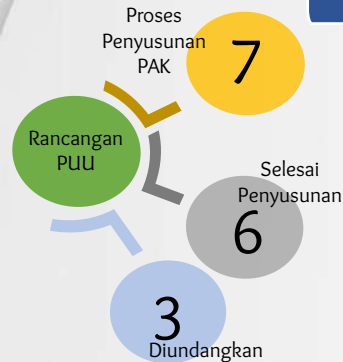 Proses
Penyusunan
PAK
7
Rancangan
PUU
Selesai
Penyusunan
6
3
Diundangkan